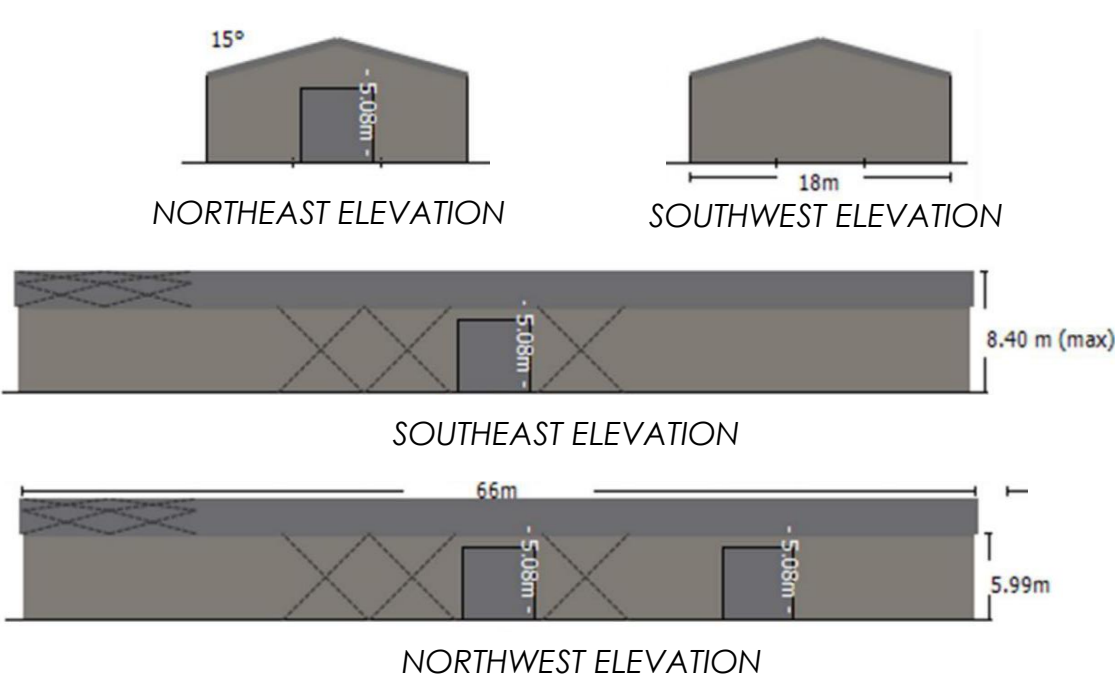 15°
- 5.08m -
NORTHEAST ELEVATION
18m
SOUTHWEST ELEVATION
- 5.08m -
8.40 m (max)
SOUTHEAST ELEVATION
66m
- 5.08m -
- 5.08m -
5.99m
NORTHWEST ELEVATION